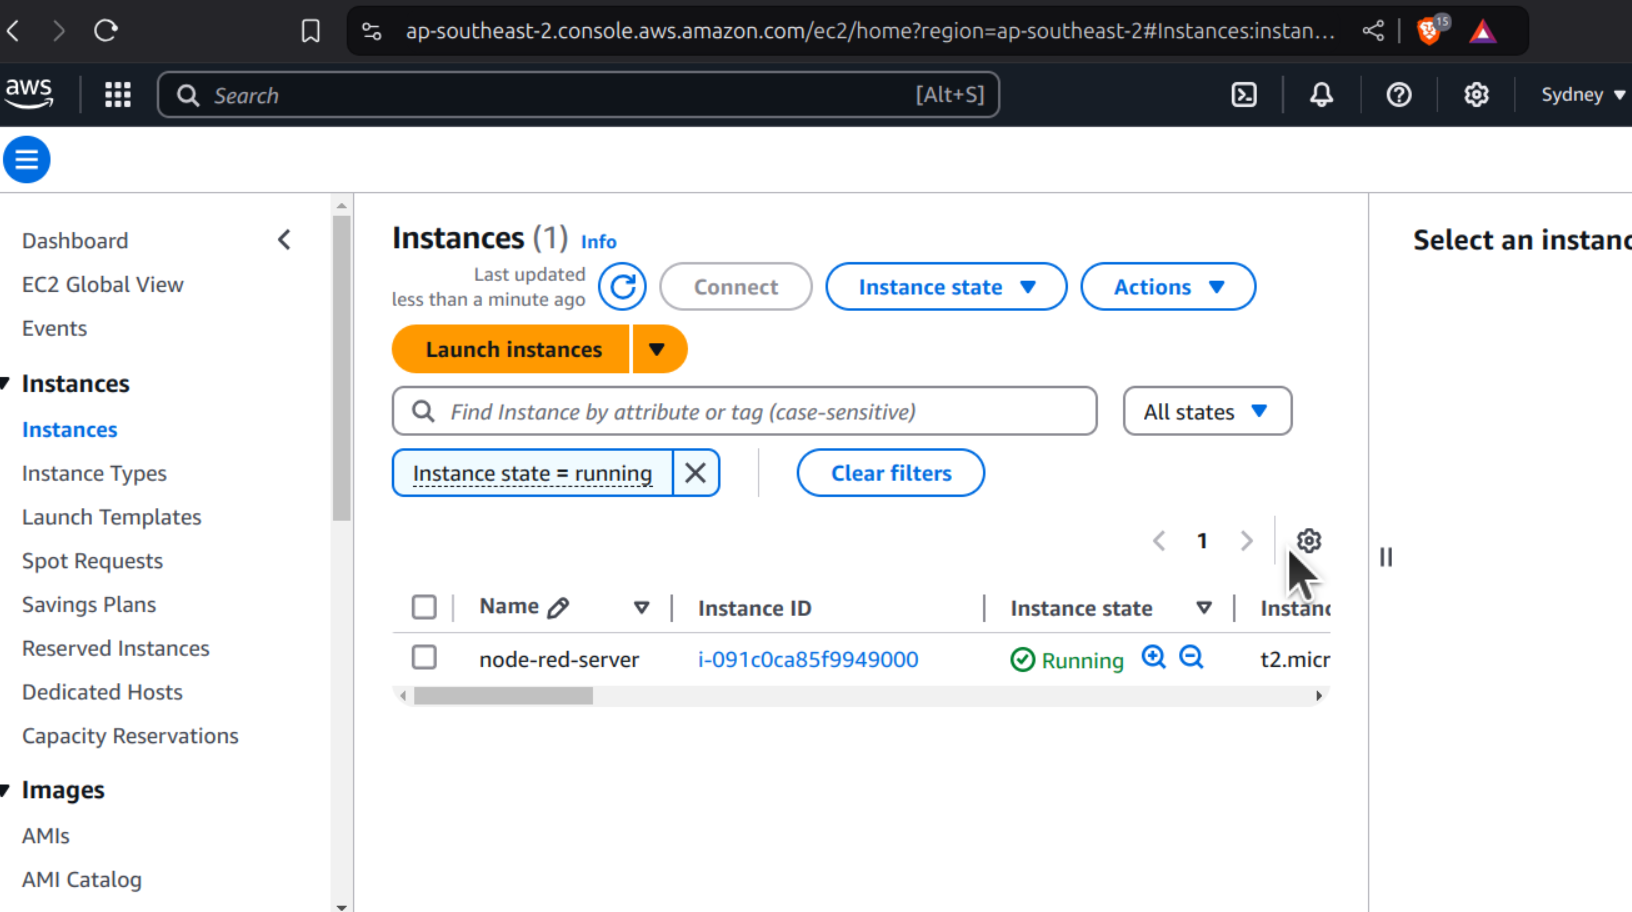 ap-southeast-2.console.aws.amazon.com/ec2/home?region=ap-southeast-2#Instances:instan...
15
aws
Search
[Alt+S]
Sydney
Dashboard
EC2 Global View
Events
Instances
Instances
Instance Types
Launch Templates
Spot Requests
Savings Plans
Reserved Instances
Dedicated Hosts
Capacity Reservations
Images
AMIs
AMI Catalog
Instances (1) Info
Last updated
less than a minute ago
Connect
Instance state
Actions
Launch instances
Find Instance by attribute or tag (case-sensitive)
All states
Instance state = running
Clear filters
1
Name
Instance ID
Instance state
Instanc
node-red-server
i-091c0ca85f9949000
Running
t2.micr
Select an instanc